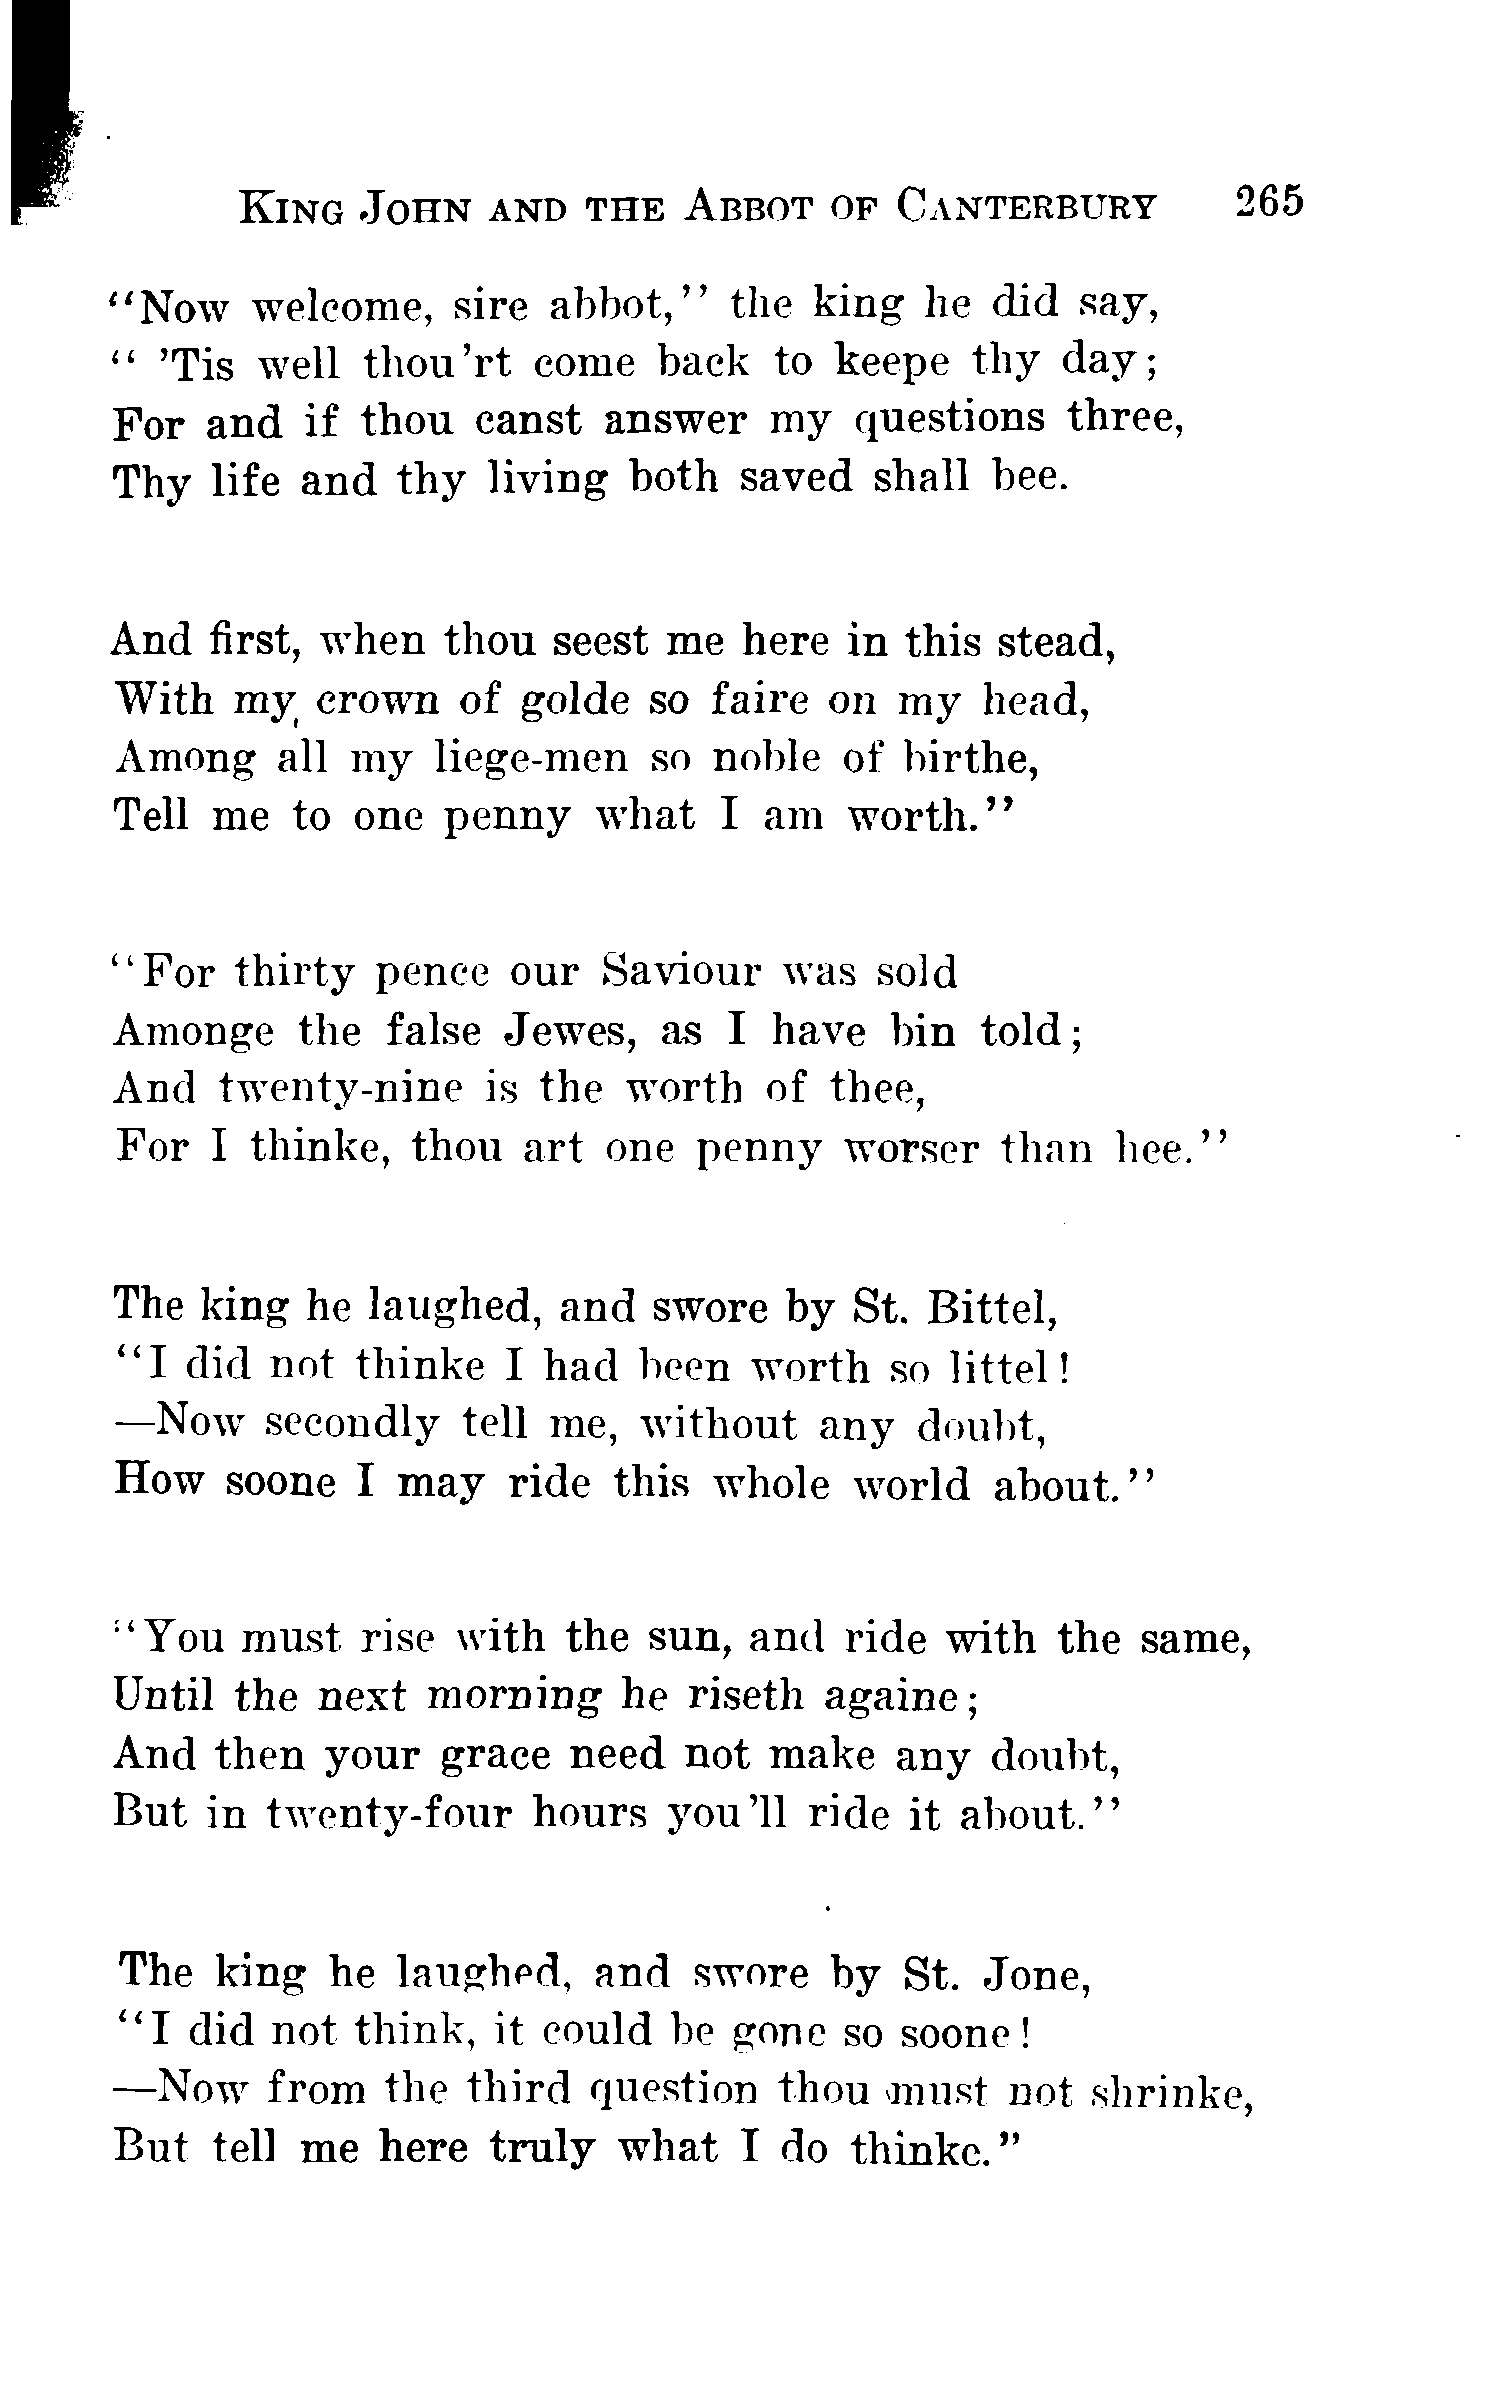 King John and the Abbot of Canterbury 265
"Now welcome, sire abbot," the king he did say,
" 'Tis well thou'rt come back to keepe thy day;
For and if thou canst answer my questions three,
Thy life and thy living both saved shall bee.
And first, when thou seest me here in this stead,
With my crown of golde so faire on my head,
Among all my liege-men so noble of birthe,
Tell me to one penny what I am worth."
"For thirty pence our Saviour was sold
Amonge the false Jewes, as I have bin told;
And twenty-nine is the worth of thee,
For I thinke, thou art one penny worser than hee."
The king he laughed, and swore by St. Bittel,
"I did not thinke I had been worth so littel!
—Now secondly tell me, without any doubt,
How soone I may ride this whole world about."
"You must rise with the sun, and ride with the same,
Until the next morning he riseth againe;
And then your grace need not make any doubt,
But in twenty-four hours you'll ride it about."
The king he laughed, and swore by St. Jone,
"I did not think, it could be gone so soone!
—Now from the third question thou must not shrinke,
But tell me here truly what I do thinke."